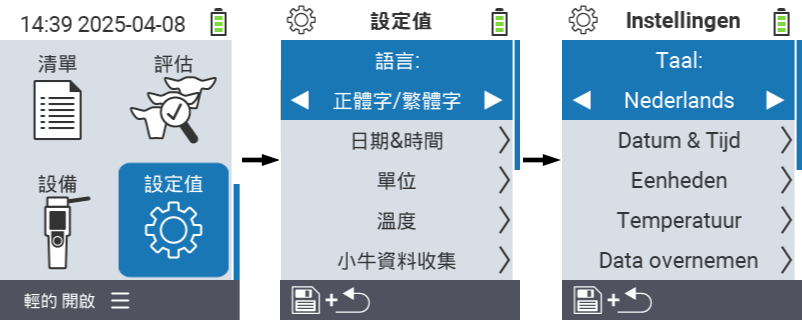 14:39 2025-04-08
清單 評估
設備 設定值
輕的 開啟
設定值
語言:
正體字/繁體字
日期&時間
單位
溫度
小牛資料收集
+
Instellingen
Taal:
Nederlands
Datum & Tijd
Eenheden
Temperatuur
Data overnemen
+